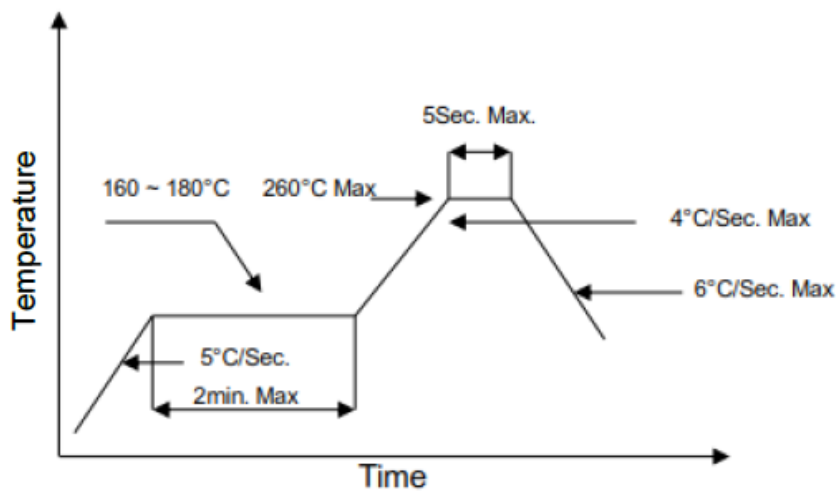 5Sec. Max.
160 ~ 180°C
260°C Max
4°C/Sec. Max
6°C/Sec. Max
Temperature
5°C/Sec.
2min. Max
Time